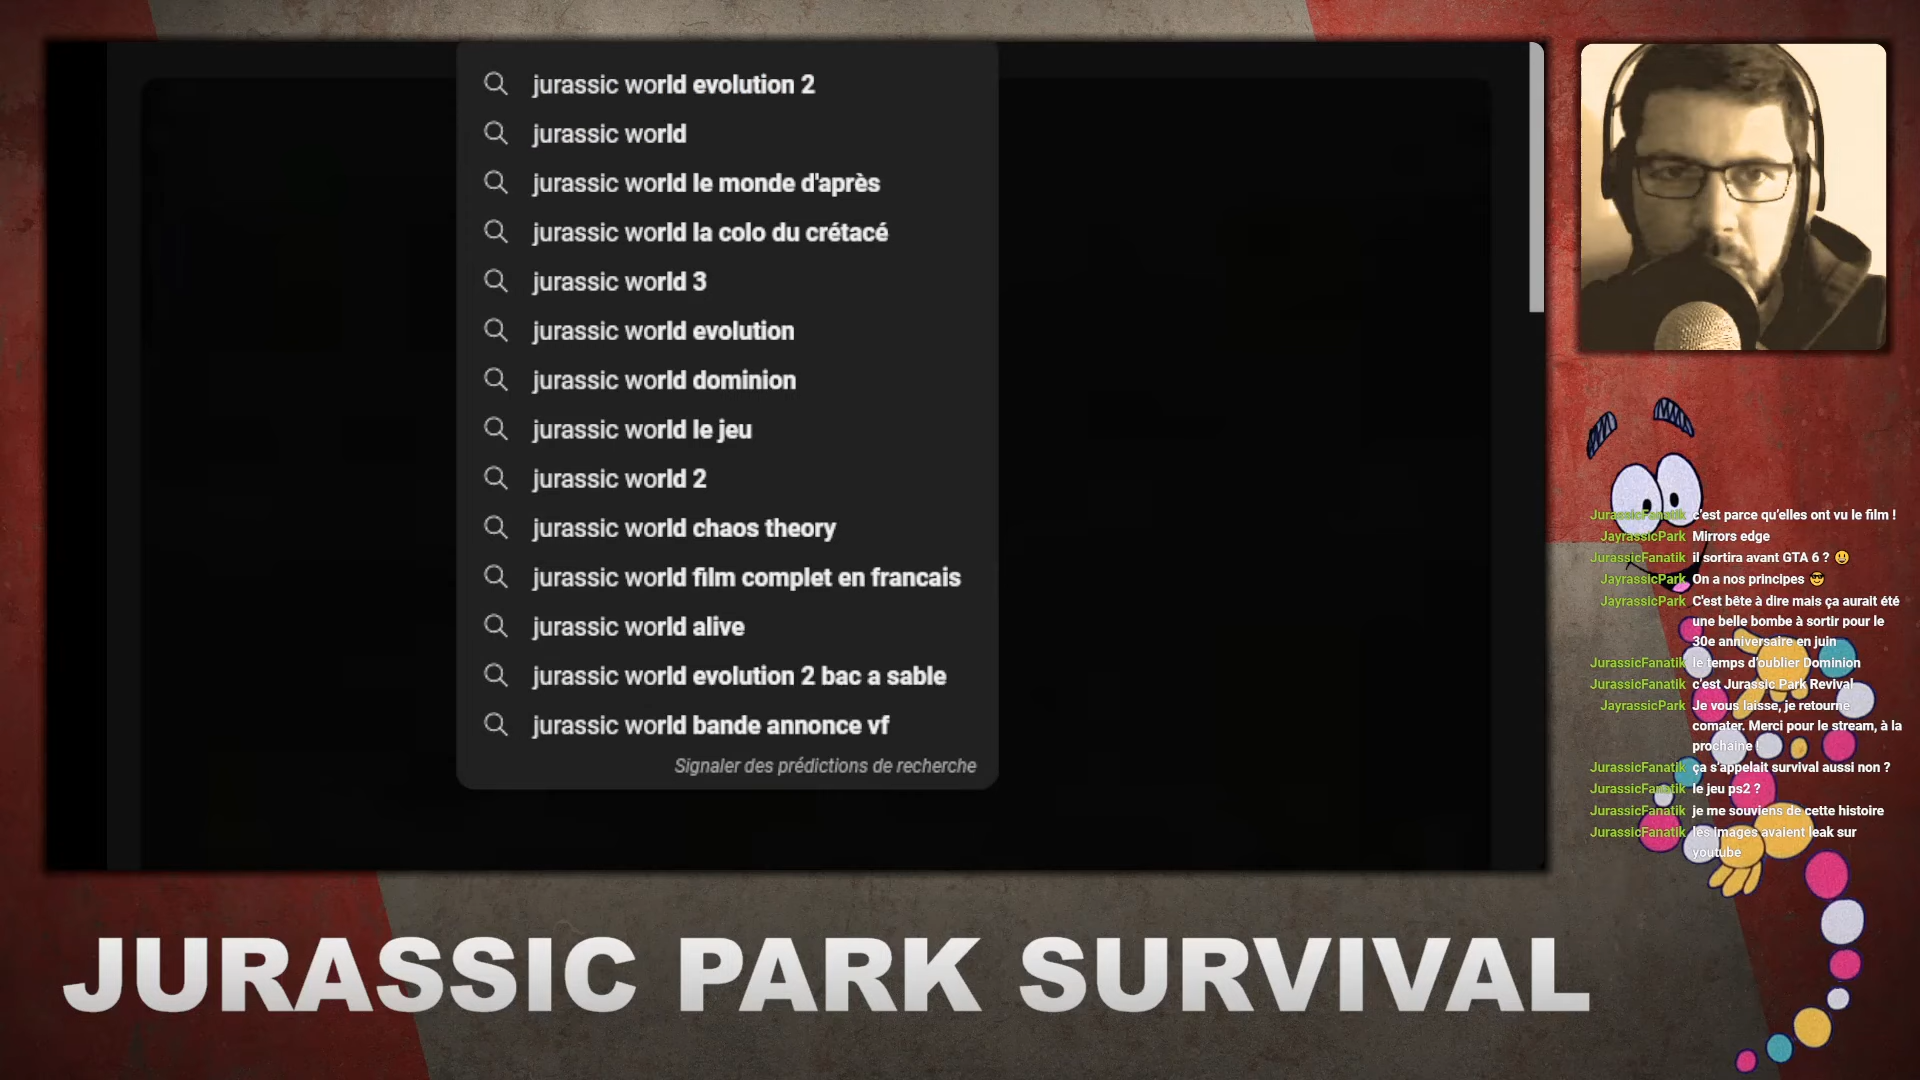 jurassic world evolution 2
jurassic world
jurassic world le monde d'après
jurassic world la colo du crétacé
jurassic world 3
jurassic world evolution
jurassic world dominion
jurassic world le jeu
jurassic world 2
jurassic world chaos theory
jurassic world film complet en francais
jurassic world alive
jurassic world evolution 2 bac a sable
jurassic world bande annonce vf
Signaler des prédictions de recherche
JurassicFanatik c'est parce qu'elles ont vu le film !
JayrassicPark Mirrors edge
JurassicFanatik il sortira avant GTA 6 ? 😃
JayrassicPark On a nos principes 😎
JayrassicPark C'est bête à dire mais ça aurait été
une belle bombe à sortir pour le
30e anniversaire en juin
JurassicFanatik le temps d'oublier Dominion
JurassicFanatik c'est Jurassic Park Revival
JayrassicPark Je vous laisse, je retourne
comater. Merci pour le stream, à la
prochaine !
JurassicFanatik ça s'appelait survival aussi non ?
JurassicFanatik le jeu ps2 ?
JurassicFanatik je me souviens de cette histoire
JurassicFanatik les images avaient leak sur
youtube
JURASSIC PARK SURVIVAL